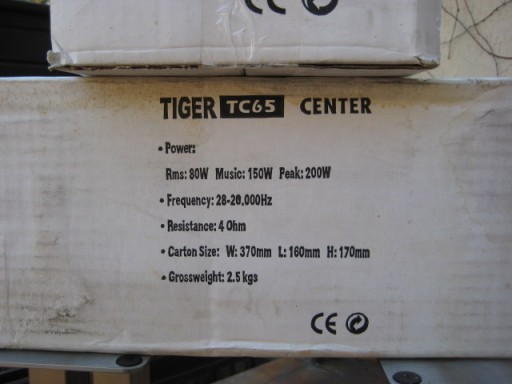 CE
TIGER TC65 CENTER
• Power:
Rms: 80W Music: 150W Peak: 200W
• Frequency: 28-20,000Hz
• Resistance: 4 Ohm
• Carton Size: W: 370mm L: 160mm H: 170mm
• Grossweight: 2.5 kgs
CE